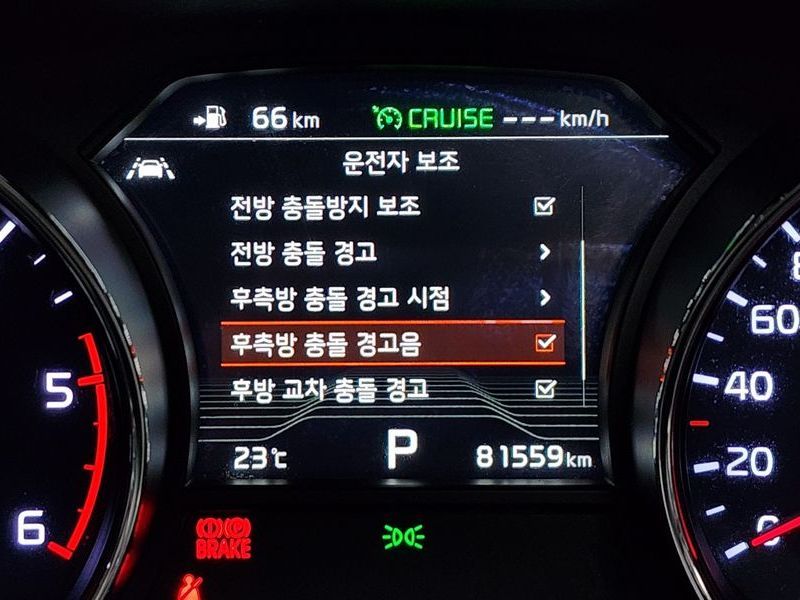 66 km CRUISE --- km/h
운전자 보조
전방 충돌방지 보조
전방 충돌 경고
후측방 충돌 경고 시점
후측방 충돌 경고음
후방 교차 충돌 경고
23℃ P 81559 km
BRAKE
5
6
60
40
20
0